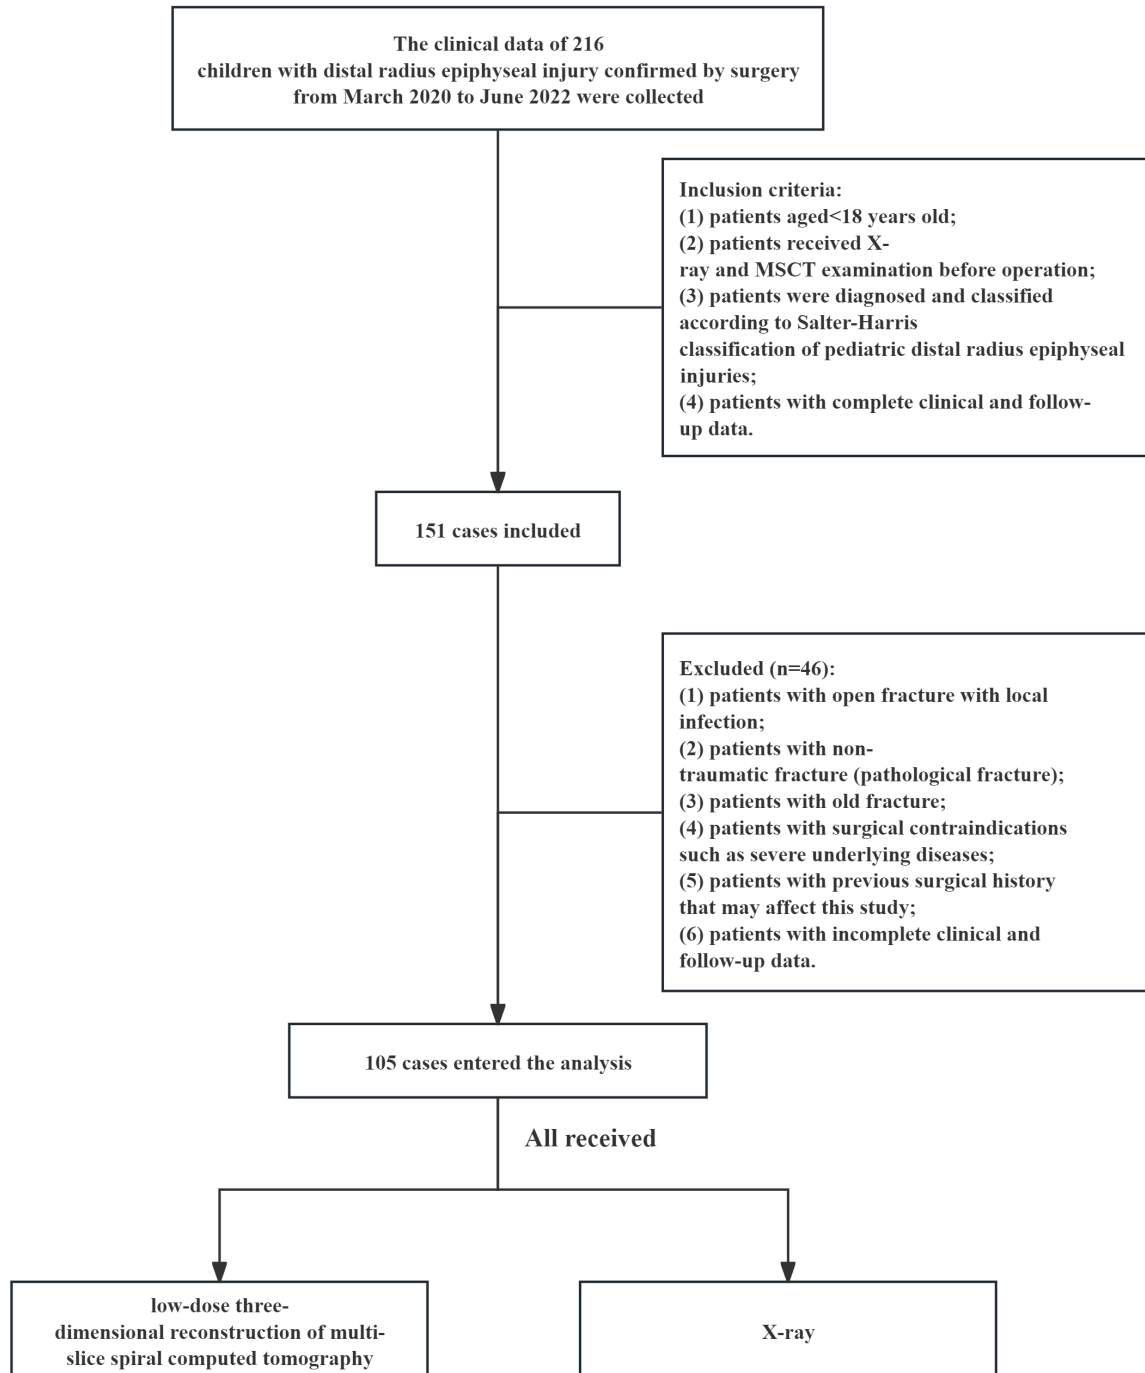 The clinical data of 216
children with distal radius epiphyseal injury confirmed by surgery
from March 2020 to June 2022 were collected
Inclusion criteria:
(1) patients aged<18 years old;
(2) patients received X-
ray and MSCT examination before operation;
(3) patients were diagnosed and classified
according to Salter-Harris
classification of pediatric distal radius epiphyseal
injuries;
(4) patients with complete clinical and follow-
up data.
151 cases included
Excluded (n=46):
(1) patients with open fracture with local
infection;
(2) patients with non-
traumatic fracture (pathological fracture);
(3) patients with old fracture;
(4) patients with surgical contraindications
such as severe underlying diseases;
(5) patients with previous surgical history
that may affect this study;
(6) patients with incomplete clinical and
follow-up data.
105 cases entered the analysis
All received
low-dose three-
dimensional reconstruction of multi-
slice spiral computed tomography
X-ray